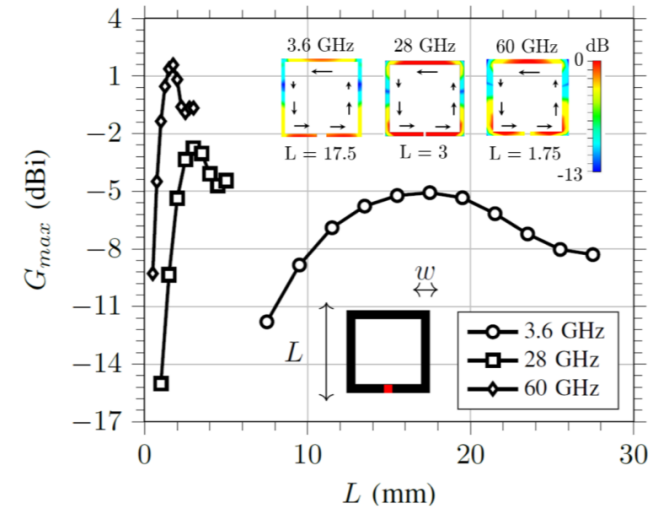 4
1
−2
−5
−8
−11
−14
−17
G_max (dBi)
3.6 GHz 28 GHz 60 GHz dB
0
-13
L = 17.5 L = 3 L = 1.75
w
L
3.6 GHz
28 GHz
60 GHz
0 10 20 30
L (mm)